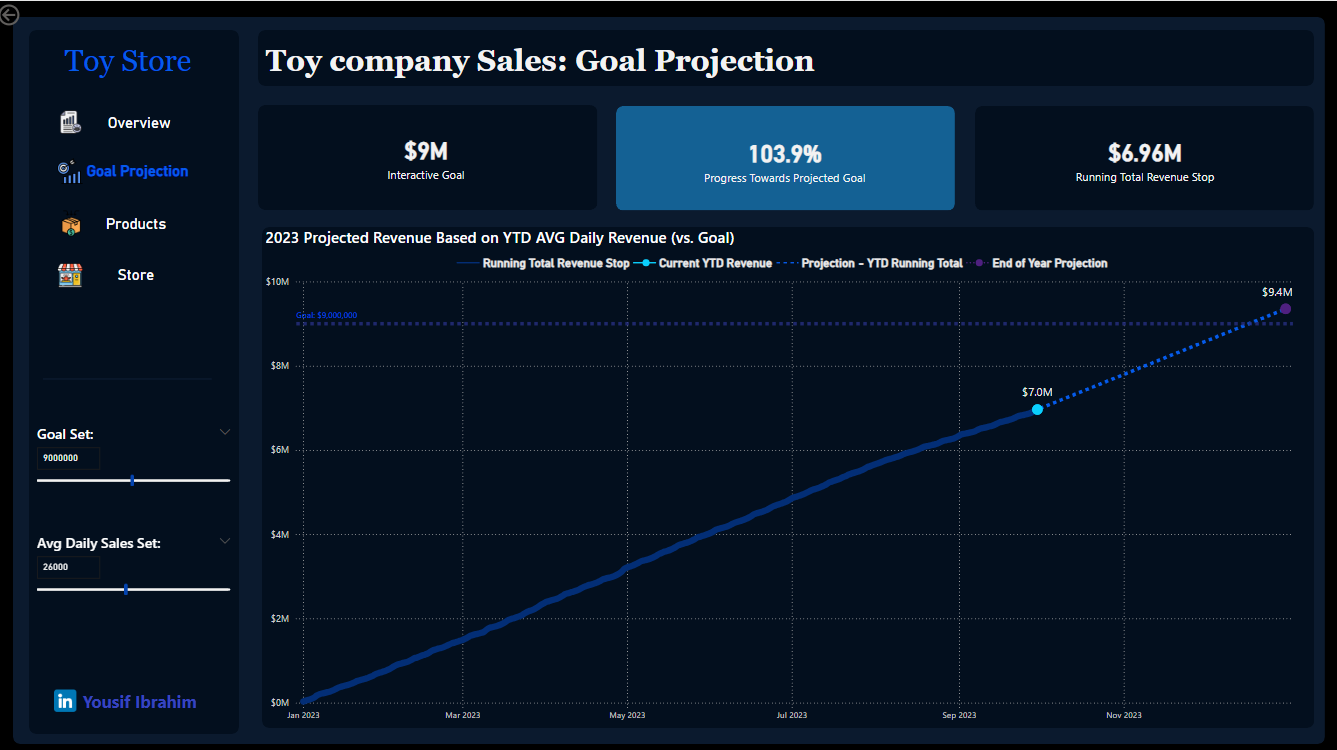 Toy Store
Overview
Goal Projection
Products
Store
Goal Set:
9000000
Avg Daily Sales Set:
26000
in Yousif Ibrahim
Toy company Sales: Goal Projection
$9M
Interactive Goal
103.9%
Progress Towards Projected Goal
$6.96M
Running Total Revenue Stop
2023 Projected Revenue Based on YTD AVG Daily Revenue (vs. Goal)
Running Total Revenue Stop Current YTD Revenue Projection - YTD Running Total End of Year Projection
$10M
$9.4M
Goal: $9,000,000
$8M
$7.0M
$6M
$4M
$2M
$0M
Jan 2023 Mar 2023 May 2023 Jul 2023 Sep 2023 Nov 2023